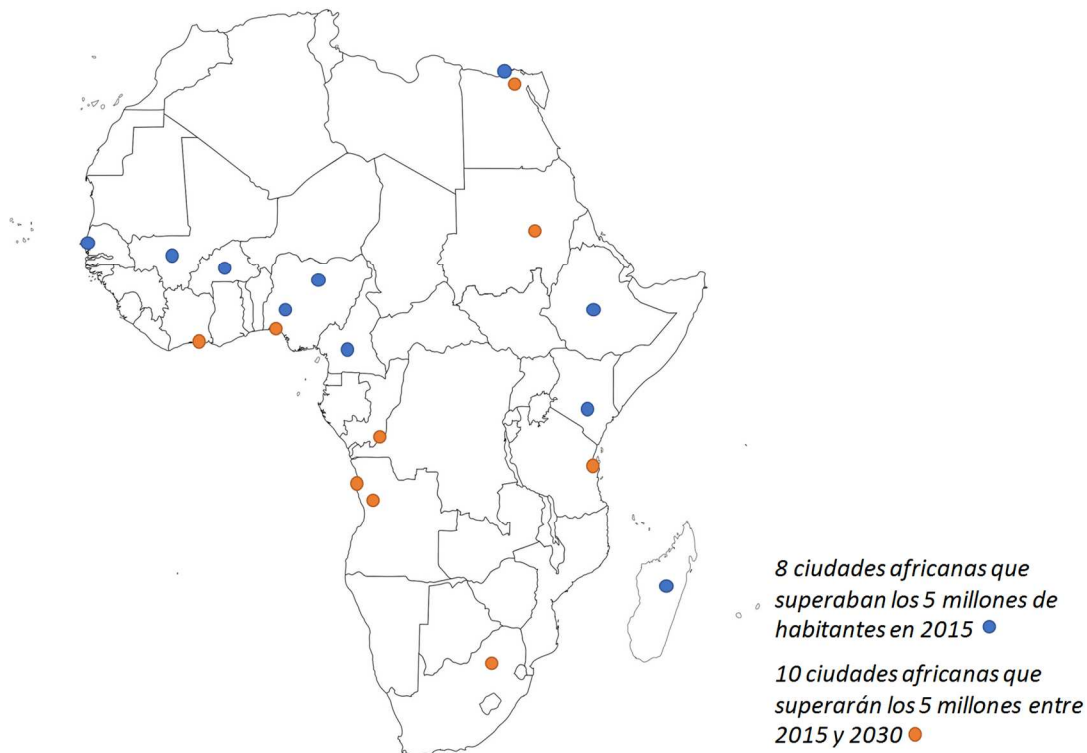 8 ciudades africanas que
superaban los 5 millones de
habitantes en 2015
10 ciudades africanas que
superarán los 5 millones entre
2015 y 2030